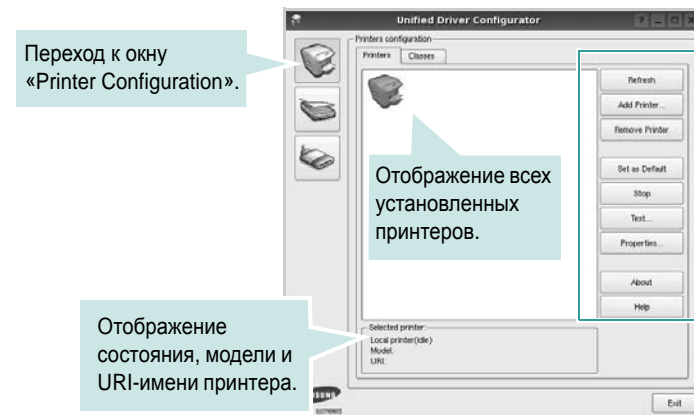 Unified Driver Configurator
Переход к окну
«Printer Configuration».
Printers configuration
Printers
Classes
Refresh
Add Printer...
Remove Printer
Set as Default
Stop
Test...
Properties...
About
Help
Отображение всех
установленных
принтеров.
Отображение
состояния, модели и
URI-имени принтера.
Selected printer:
Local printer(idle)
Model:
URI:
SUNG
ELECTRONICS
Exit